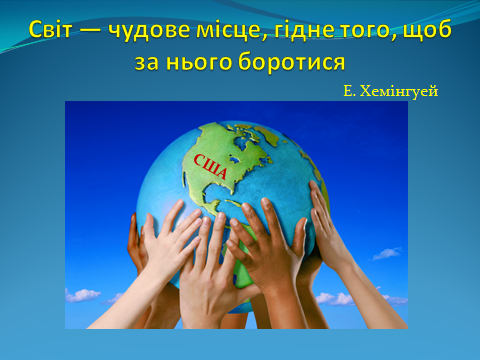 Світ — чудове місце, гідне того, щоб
за нього боротися
Е. Хемінгуей
США